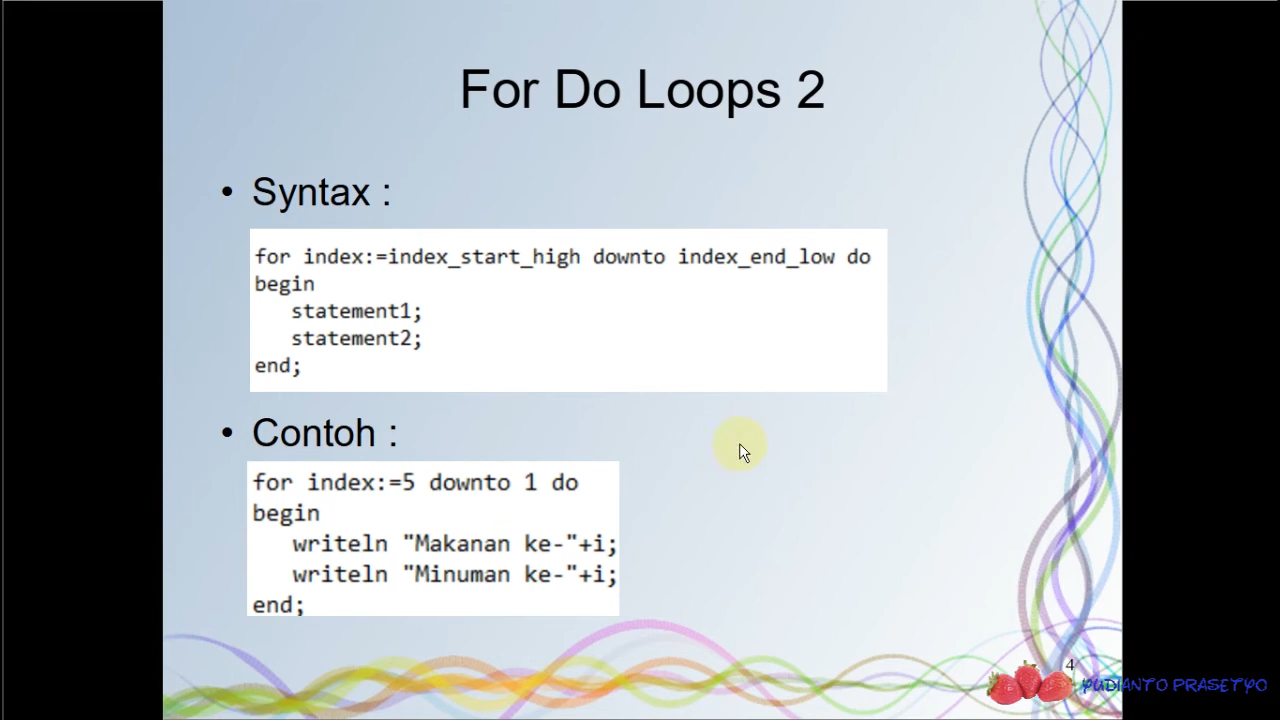 For Do Loops 2
• Syntax :
for index:=index_start_high downto index_end_low do
begin
statement1;
statement2;
end;
• Contoh :
for index:=5 downto 1 do
begin
writeln "Makanan ke-"+i;
writeln "Minuman ke-"+i;
end;
4
YUDIANTO PRASETYO